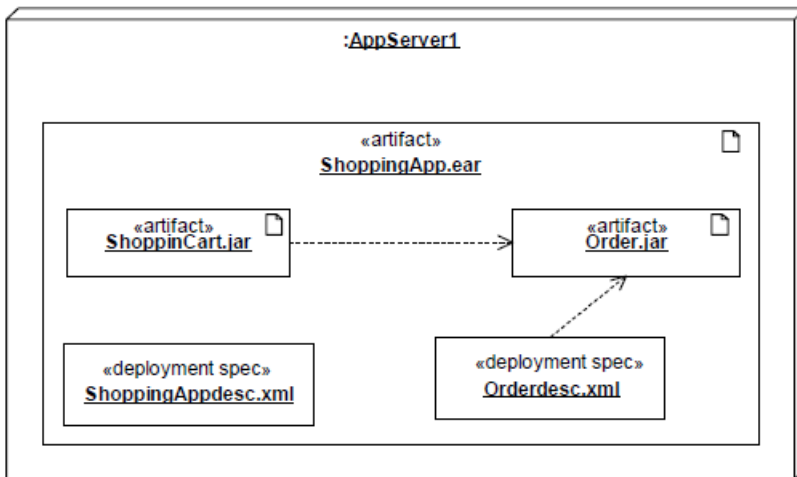 :AppServer1
«artifact»
ShoppingApp.ear
«artifact»
ShoppinCart.jar
«artifact»
Order.jar
«deployment spec»
ShoppingAppdesc.xml
«deployment spec»
Orderdesc.xml